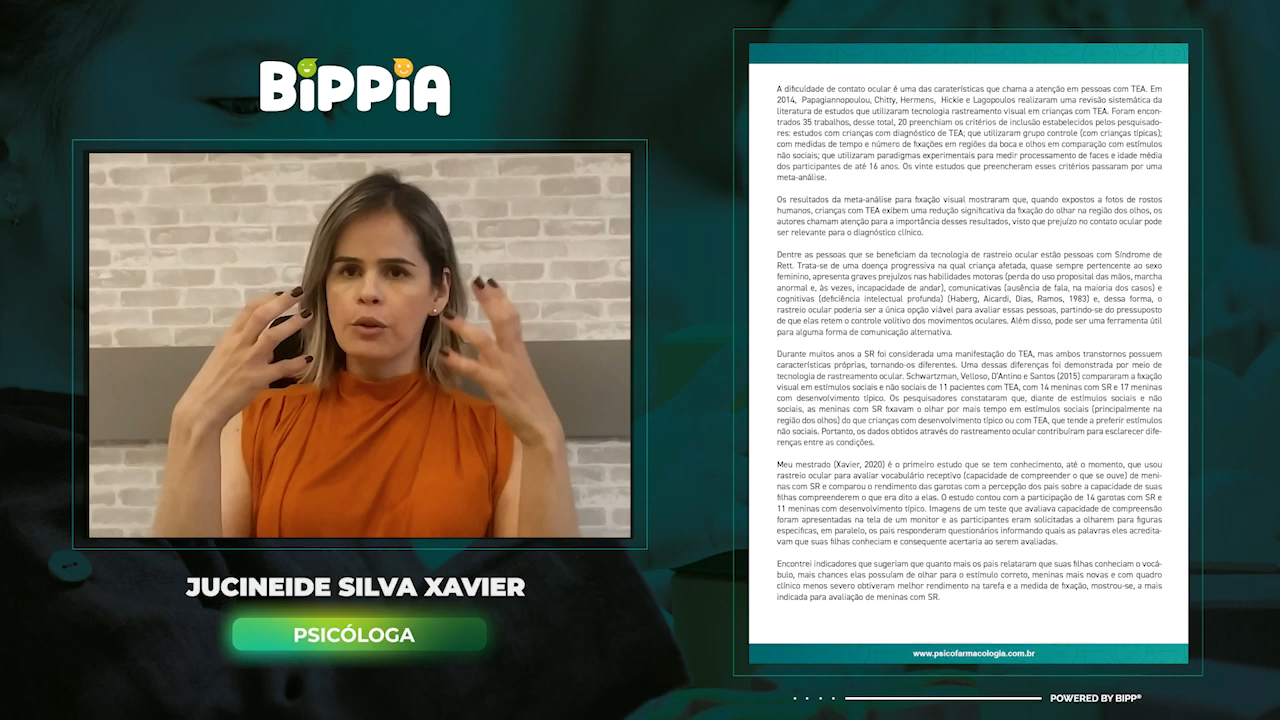 BiPPiA
JUCINEIDE SILVA XAVIER
PSICÓLOGA
A dificuldade de contato ocular é uma das caraterísticas que chama a atenção em pessoas com TEA. Em
2014, Papagiannopoulou, Chitty, Hermens, Hickie e Lagopoulos realizaram uma revisão sistemática da
literatura de estudos que utilizaram tecnologia rastreamento visual em crianças com TEA. Foram encon-
trados 35 trabalhos, desse total, 20 preenchiam os critérios de inclusão estabelecidos pelos pesquisado-
res: estudos com crianças com diagnóstico de TEA; que utilizaram grupo controle (com crianças típicas);
com medidas de tempo e número de fixações em regiões da boca e olhos em comparação com estímulos
não sociais; que utilizaram paradigmas experimentais para medir processamento de faces e idade média
dos participantes de até 16 anos. Os vinte estudos que preencheram esses critérios passaram por uma
meta-análise.
Os resultados da meta-análise para fixação visual mostraram que, quando expostos a fotos de rostos
humanos, crianças com TEA exibem uma redução significativa da fixação do olhar na região dos olhos, os
autores chamam atenção para a importância desses resultados, visto que prejuízo no contato ocular pode
ser relevante para o diagnóstico clínico.
Dentre as pessoas que se beneficiam da tecnologia de rastreio ocular estão pessoas com Síndrome de
Rett. Trata-se de uma doença progressiva na qual criança afetada, quase sempre pertencente ao sexo
feminino, apresenta graves prejuízos nas habilidades motoras (perda do uso proposital das mãos, marcha
anormal e, às vezes, incapacidade de andar), comunicativas (ausência de fala, na maioria dos casos) e
cognitivas (deficiência intelectual profunda) (Haberg, Aicardi, Dias, Ramos, 1983) e, dessa forma, o
rastreio ocular poderia ser a única opção viável para avaliar essas pessoas, partindo-se do pressuposto
de que elas retem o controle volitivo dos movimentos oculares. Além disso, pode ser uma ferramenta útil
para alguma forma de comunicação alternativa.
Durante muitos anos a SR foi considerada uma manifestação do TEA, mas ambos transtornos possuem
características próprias, tornando-os diferentes. Uma dessas diferenças foi demonstrada por meio de
tecnologia de rastreamento ocular. Schwartzman, Velloso, D'Antino e Santos (2015) compararam a fixação
visual em estímulos sociais e não sociais de 11 pacientes com TEA, com 14 meninas com SR e 17 meninas
com desenvolvimento típico. Os pesquisadores constataram que, diante de estímulos sociais e não
sociais, as meninas com SR fixavam o olhar por mais tempo em estímulos sociais (principalmente na
região dos olhos) do que crianças com desenvolvimento típico ou com TEA, que tende a preferir estímulos
não sociais. Portanto, os dados obtidos através do rastreamento ocular contribuíram para esclarecer dife-
renças entre as condições.
Meu mestrado (Xavier, 2020) é o primeiro estudo que se tem conhecimento, até o momento, que usou
rastreio ocular para avaliar vocabulário receptivo (capacidade de compreender o que se ouve) de meni-
nas com SR e comparou o rendimento das garotas com a percepção dos pais sobre a capacidade de suas
filhas compreenderem o que era dito a elas. O estudo contou com a participação de 14 garotas com SR e
11 meninas com desenvolvimento típico. Imagens de um teste que avaliava capacidade de compreensão
foram apresentadas na tela de um monitor e as participantes eram solicitadas a olharem para figuras
específicas, em paralelo, os pais responderam questionários informando quais as palavras eles acredita-
vam que suas filhas conheciam e consequente acertaria ao serem avaliadas.
Encontrei indicadores que sugeriam que quanto mais os pais relataram que suas filhas conheciam o vocá-
bulo, mais chances elas possuíam de olhar para o estímulo correto, meninas mais novas e com quadro
clínico menos severo obtiveram melhor rendimento na tarefa e a medida de fixação, mostrou-se, a mais
indicada para avaliação de meninas com SR.
www.psicofarmacologia.com.br
POWERED BY BIPP®